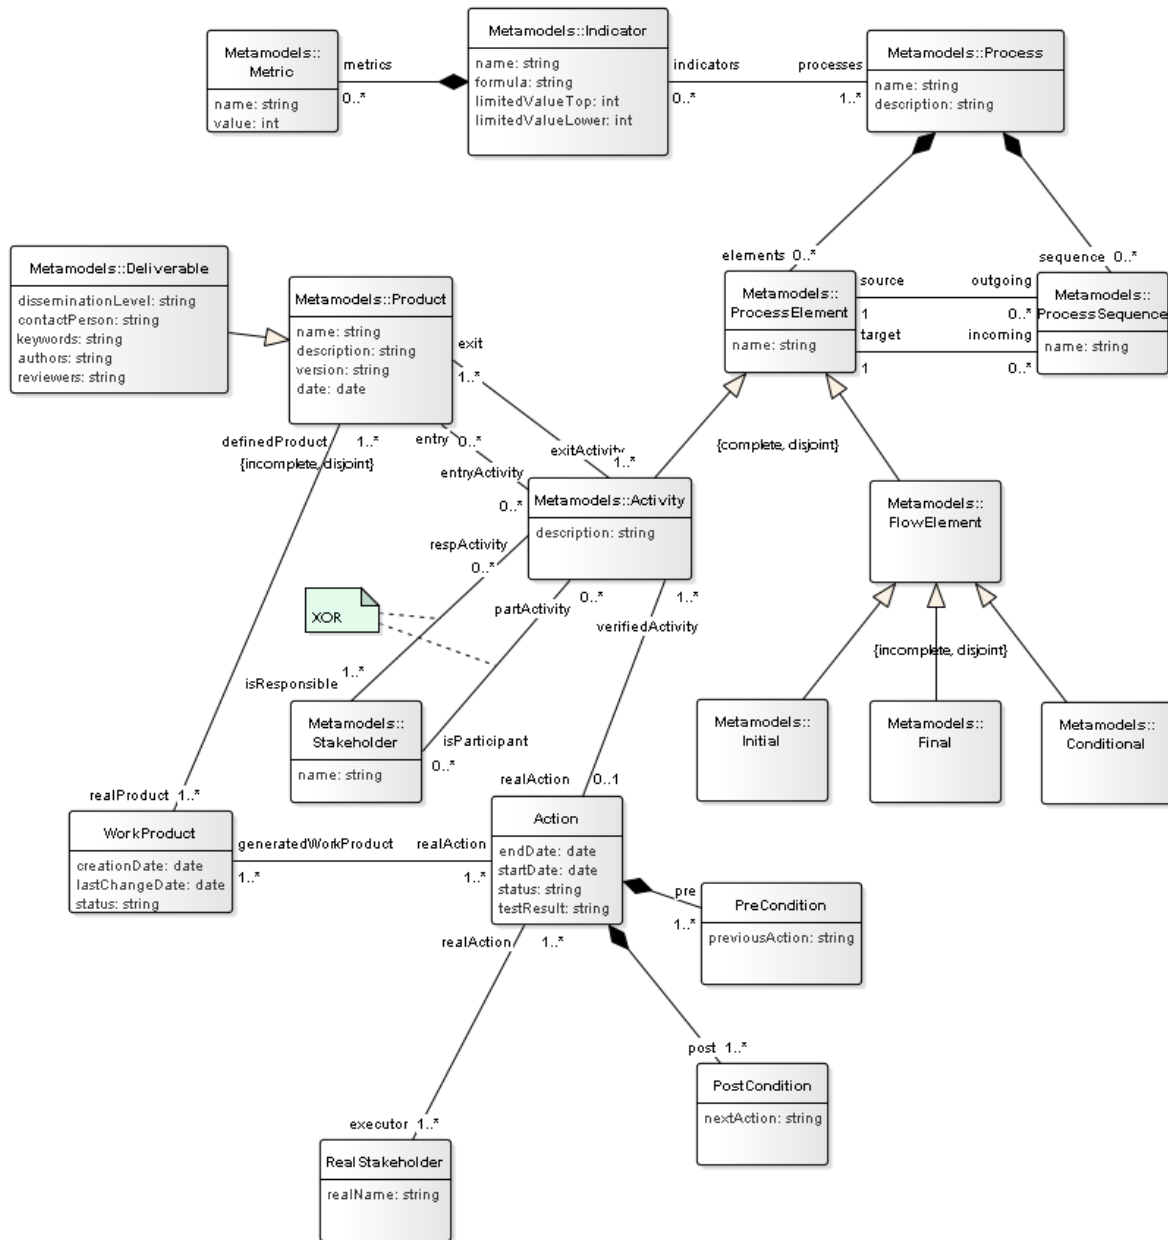 Metamodels::
Metric
name: string
value: int
metrics
0..*
Metamodels::Indicator
name: string
formula: string
limitedValueTop: int
limitedValueLower: int
indicators
0..*
processes
1..*
Metamodels::Process
name: string
description: string
elements 0..*
sequence 0..*
Metamodels::Deliverable
disseminationLevel: string
contactPerson: string
keywords: string
authors: string
reviewers: string
Metamodels::Product
name: string
description: string
version: string
date: date
exit
1..*
Metamodels::
ProcessElement
name: string
source
1
outgoing
0..*
target
1
incoming
0..*
Metamodels::
ProcessSequence
name: string
definedProduct
1..*
{incomplete, disjoint}
entry 0..*
entryActivity
0..*
exitActivity
1..*
{complete, disjoint}
Metamodels::Activity
description: string
Metamodels::
FlowElement
respActivity
0..*
partActivity
0..*
1..*
verifiedActivity
XOR
{incomplete, disjoint}
isResponsible
1..*
Metamodels::
Stakeholder
name: string
isParticipant
0..*
Metamodels::
Initial
Metamodels::
Final
Metamodels::
Conditional
realAction
0..1
realProduct 1..*
WorkProduct
creationDate: date
lastChangeDate: date
status: string
generatedWorkProduct
1..*
realAction
1..*
Action
endDate: date
startDate: date
status: string
testResult: string
pre
1..*
PreCondition
previousAction: string
realAction
1..*
post 1..*
PostCondition
nextAction: string
executor 1..*
RealStakeholder
realName: string